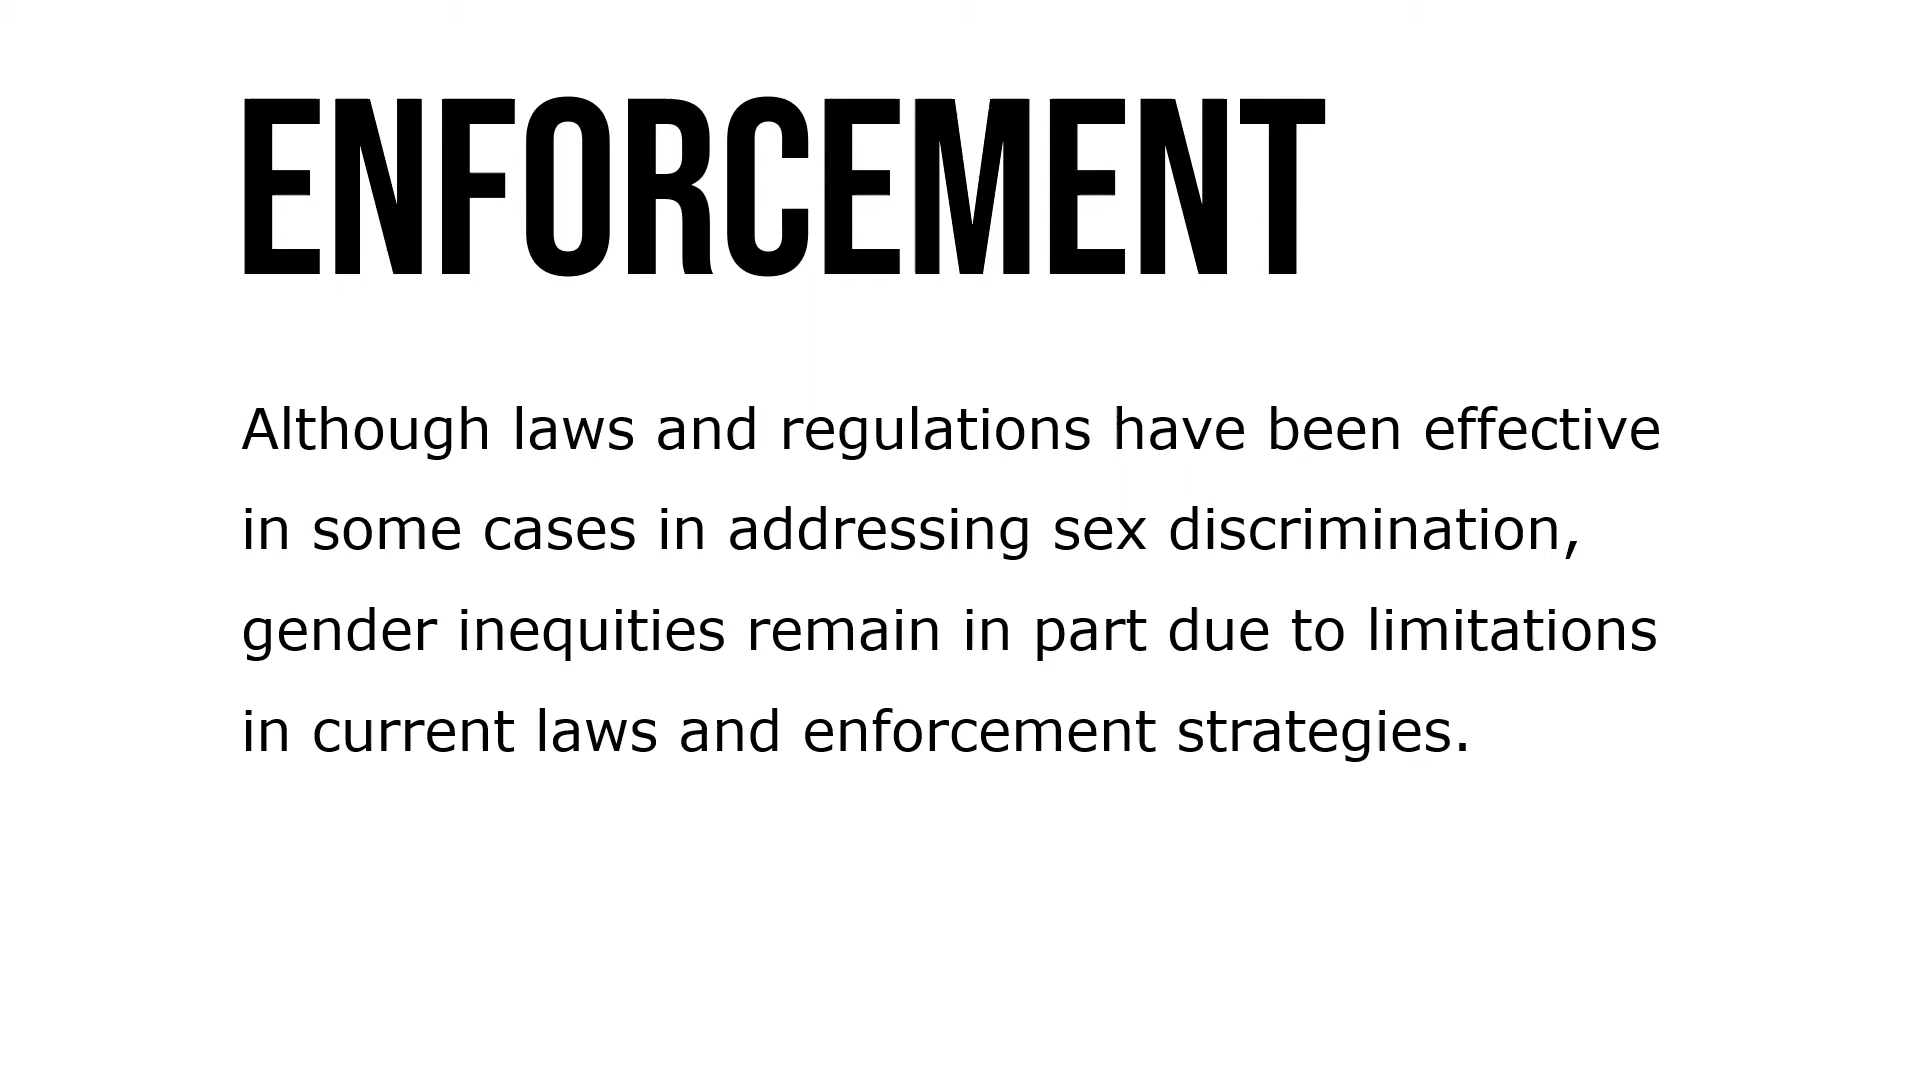 ENFORCEMENT
Although laws and regulations have been effective
in some cases in addressing sex discrimination,
gender inequities remain in part due to limitations
in current laws and enforcement strategies.